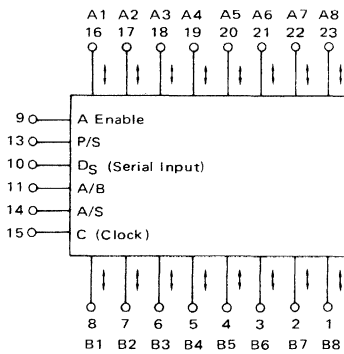 A1 A2 A3 A4 A5 A6 A7 A8
16 17 18 19 20 21 22 23
9 A Enable
13 P/S
10 DS (Serial Input)
11 A/B
14 A/S
15 C (Clock)
8 7 6 5 4 3 2 1
B1 B2 B3 B4 B5 B6 B7 B8